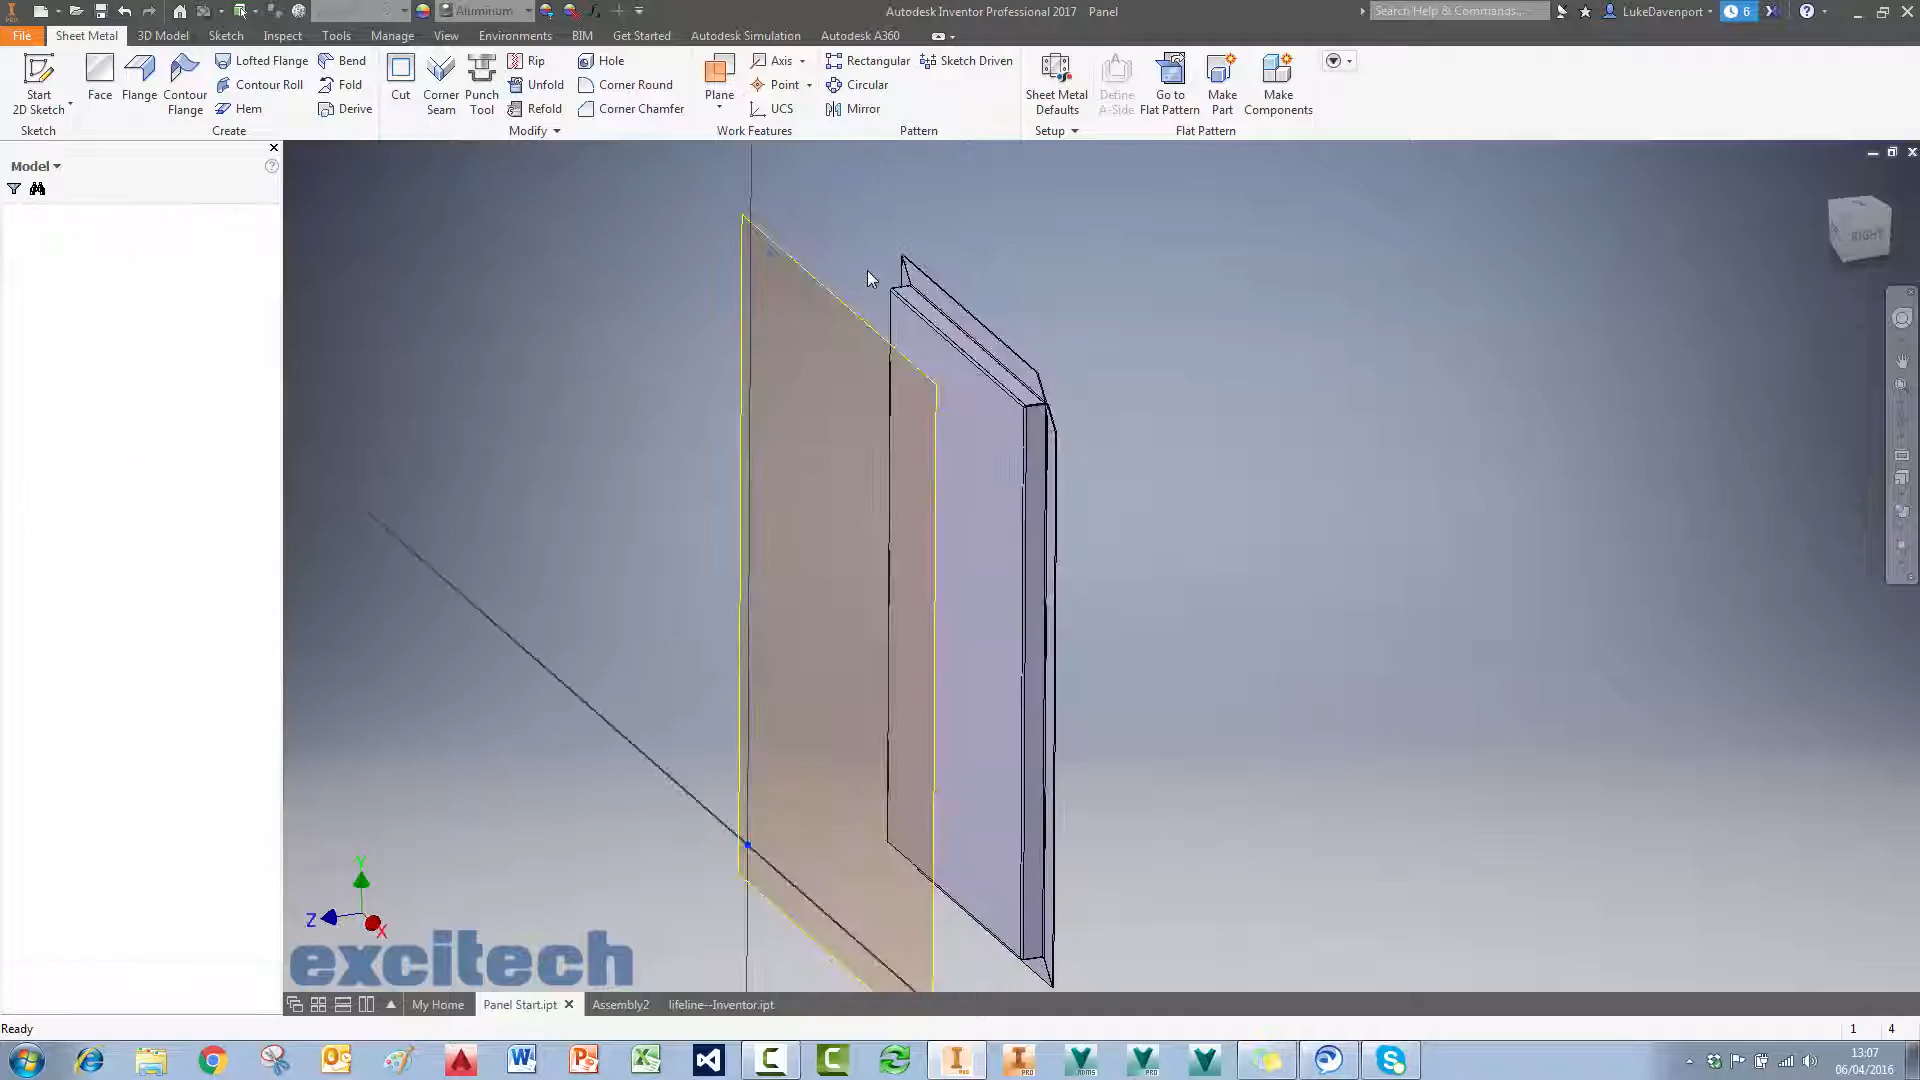 Aluminum
Autodesk Inventor Professional 2017 Panel
Search Help & Commands...
LukeDavenport
6
PRO
File Sheet Metal 3D Model Sketch Inspect Tools Manage View Environments BIM Get Started Autodesk Simulation Autodesk A360
Start
2D Sketch
Face
Flange
Contour
Flange
Lofted Flange
Contour Roll
Hem
Bend
Fold
Derive
Cut
Corner
Seam
Punch
Tool
Rip
Unfold
Refold
Hole
Corner Round
Corner Chamfer
Plane
Axis
Point
UCS
Rectangular
Circular
Mirror
Sketch Driven
Sheet Metal
Defaults
Define
A-Side
Go to
Flat Pattern
Make
Part
Make
Components
Sketch Create Modify Work Features Pattern Setup Flat Pattern
Model
RIGHT
Y
Z
X
excitech
My Home Panel Start.ipt Assembly2 lifeline--Inventor.ipt
Ready
1 4
13:07
06/04/2016